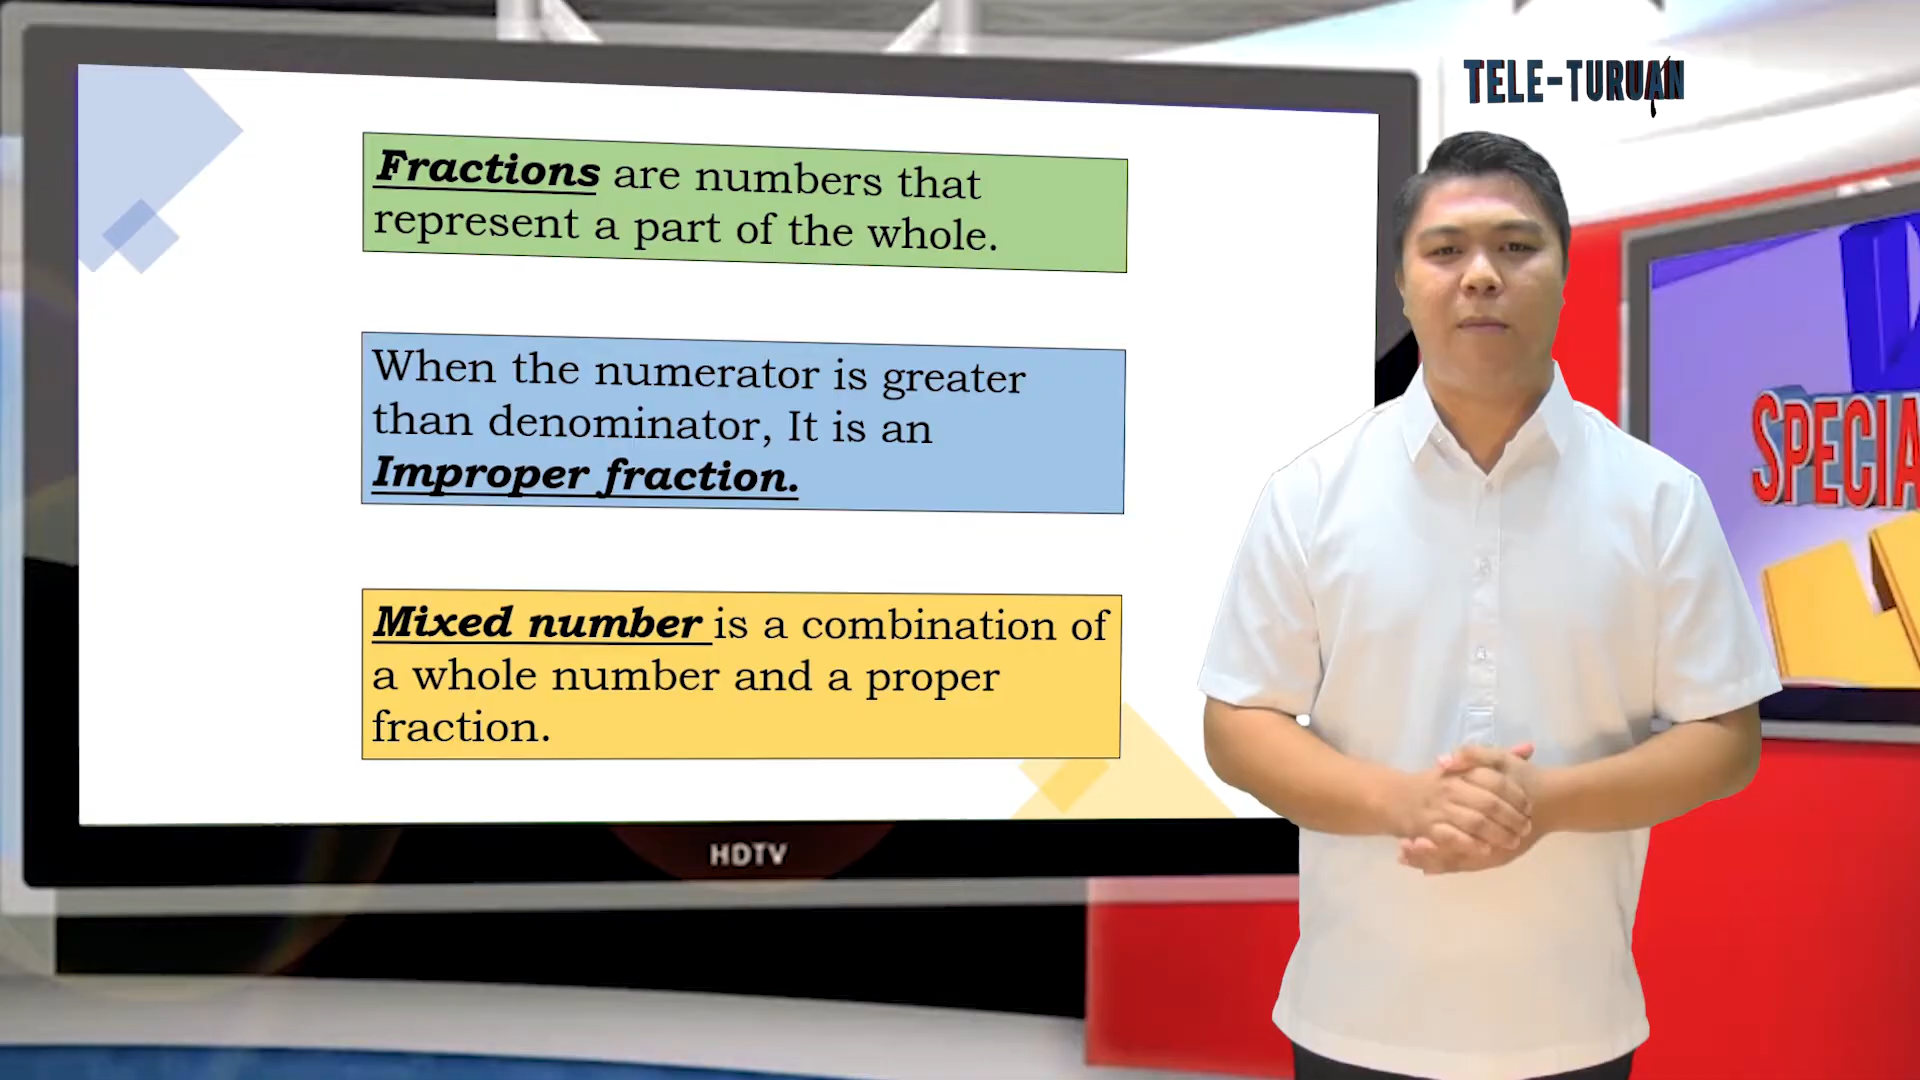 TELE-TURUAN
Fractions are numbers that
represent a part of the whole.
When the numerator is greater
than denominator, It is an
Improper fraction.
Mixed number is a combination of
a whole number and a proper
fraction.
HDTV